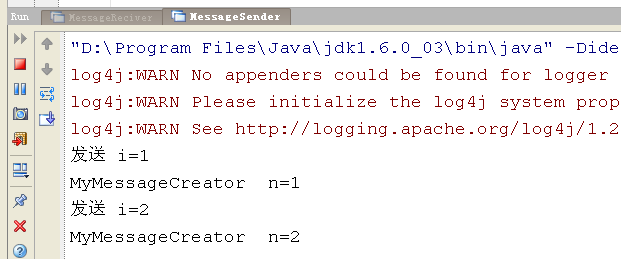 Run MessageReciver MessageSender
"D:\Program Files\Java\jdk1.6.0_03\bin\java" -Dide
log4j:WARN No appenders could be found for logger
log4j:WARN Please initialize the log4j system prop
log4j:WARN See http://logging.apache.org/log4j/1.2
发送 i=1
MyMessageCreator n=1
发送 i=2
MyMessageCreator n=2